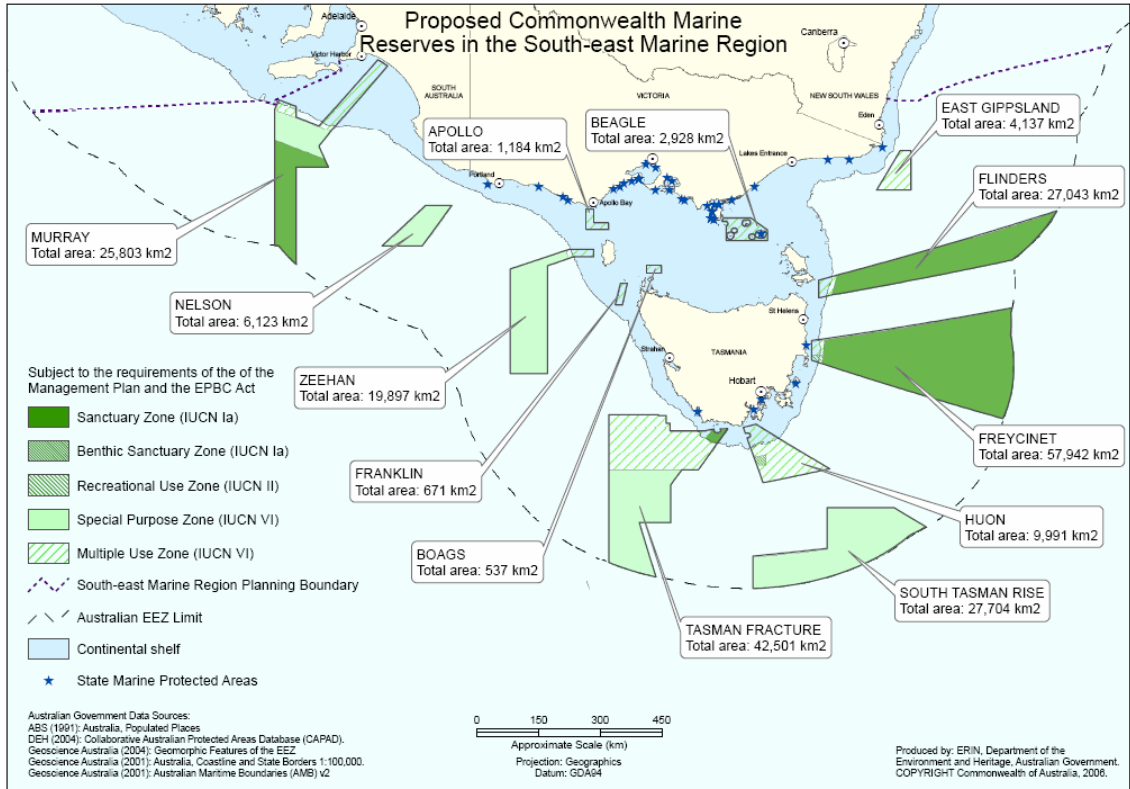 Proposed Commonwealth Marine
Reserves in the South-east Marine Region
Adelaide
Victor Harbor
Canberra
SOUTH
AUSTRALIA
VICTORIA
NEW SOUTH WALES
Eden
Lakes Entrance
Portland
Apollo Bay
St Helens
Strahan
TASMANIA
Hobart
APOLLO
Total area: 1,184 km2
BEAGLE
Total area: 2,928 km2
EAST GIPPSLAND
Total area: 4,137 km2
FLINDERS
Total area: 27,043 km2
MURRAY
Total area: 25,803 km2
NELSON
Total area: 6,123 km2
ZEEHAN
Total area: 19,897 km2
FRANKLIN
Total area: 671 km2
BOAGS
Total area: 537 km2
FREYCINET
Total area: 57,942 km2
HUON
Total area: 9,991 km2
SOUTH TASMAN RISE
Total area: 27,704 km2
TASMAN FRACTURE
Total area: 42,501 km2
Subject to the requirements of the of the
Management Plan and the EPBC Act
Sanctuary Zone (IUCN Ia)
Benthic Sanctuary Zone (IUCN Ia)
Recreational Use Zone (IUCN II)
Special Purpose Zone (IUCN VI)
Multiple Use Zone (IUCN VI)
South-east Marine Region Planning Boundary
Australian EEZ Limit
Continental shelf
State Marine Protected Areas
Australian Government Data Sources:
ABS (1991): Australia, Populated Places
DEH (2004): Collaborative Australian Protected Areas Database (CAPAD).
Geoscience Australia (2004): Geomorphic Features of the EEZ
Geoscience Australia (2001): Australia, Coastline and State Borders 1:100,000.
Geoscience Australia (2001): Australian Maritime Boundaries (AMB) v2
0 150 300 450
Approximate Scale (km)
Projection: Geographics
Datum: GDA94
Produced by: ERIN, Department of the
Environment and Heritage, Australian Government.
COPYRIGHT Commonwealth of Australia, 2006.